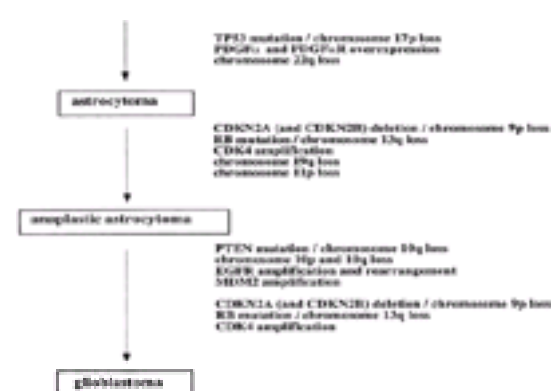 TP53 mutation / chromosome 17p loss
PDGFα and PDGFαR overexpression
chromosome 22q loss
astrocytoma
CDKN2A (and CDKN2B) deletion / chromosome 9p loss
RB mutation / chromosome 13q loss
CDK4 amplification
chromosome 19q loss
chromosome 11p loss
anaplastic astrocytoma
PTEN mutation / chromosome 10q loss
chromosome 10p and 10q loss
EGFR amplification and rearrangement
MDM2 amplification
CDKN2A (and CDKN2B) deletion / chromosome 9p loss
RB mutation / chromosome 13q loss
CDK4 amplification
glioblastoma